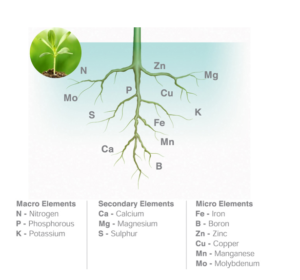 N
Zn
Mg
Mo
P
Cu
S
K
Fe
Ca
Mn
B
Macro Elements
N - Nitrogen
P - Phosphorous
K - Potassium
Secondary Elements
Ca - Calcium
Mg - Magnesium
S - Sulphur
Micro Elements
Fe - Iron
B - Boron
Zn - Zinc
Cu - Copper
Mn - Manganese
Mo - Molybdenum